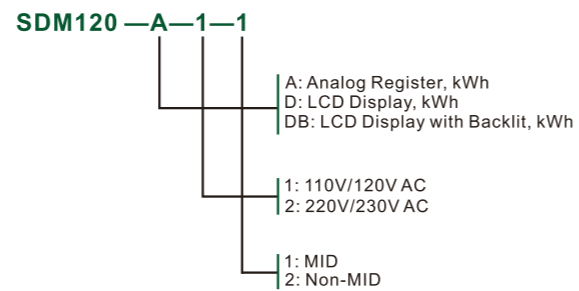 SDM120 —A—1—1
A: Analog Register, kWh
D: LCD Display, kWh
DB: LCD Display with Backlit, kWh
1: 110V/120V AC
2: 220V/230V AC
1: MID
2: Non-MID